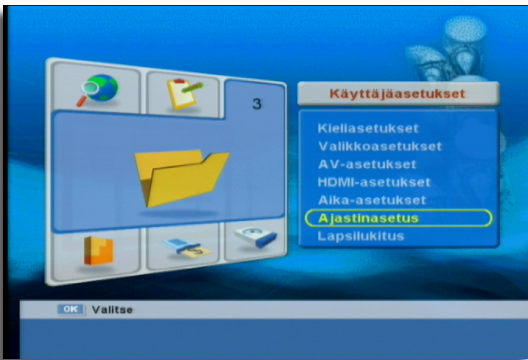 3
Käyttäjäasetukset
Kieliasetukset
Valikkoasetukset
AV-asetukset
HDMI-asetukset
Aika-asetukset
Ajastinasetus
Lapsilukitus
OK Valitse